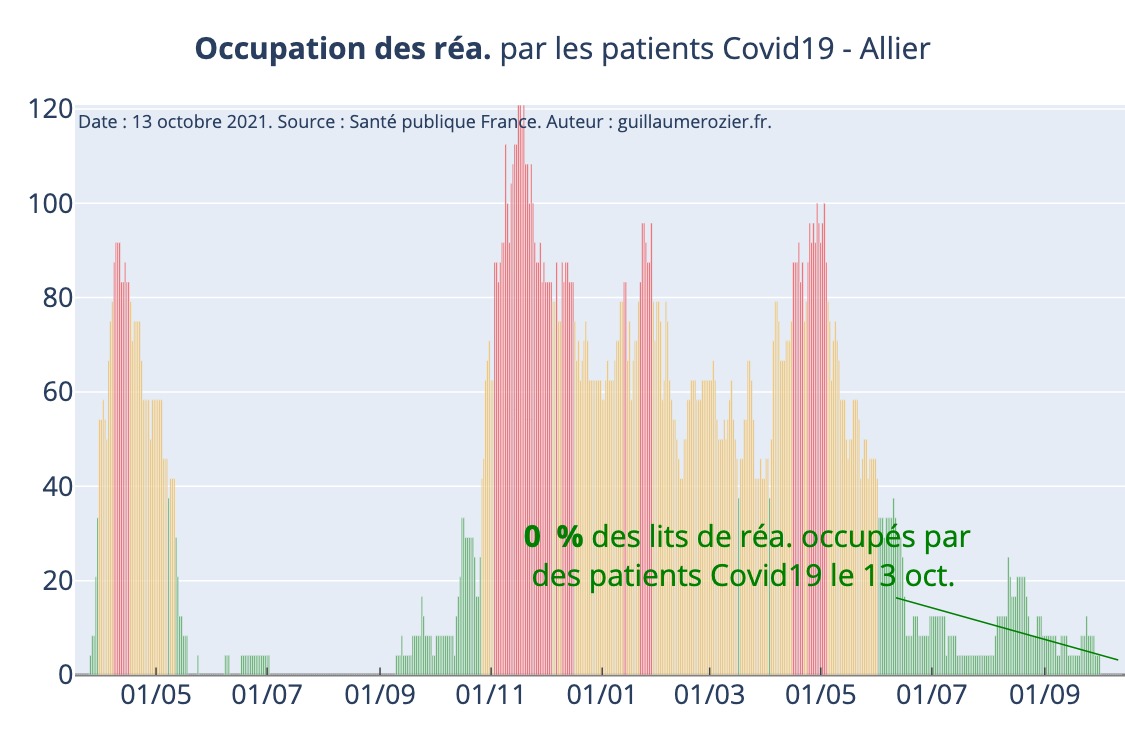 Occupation des réa. par les patients Covid19 - Allier
120
Date : 13 octobre 2021. Source : Santé publique France. Auteur : guillaumerozier.fr.
100
80
60
40
0 % des lits de réa. occupés par
des patients Covid19 le 13 oct.
20
0
01/05 01/07 01/09 01/11 01/01 01/03 01/05 01/07 01/09